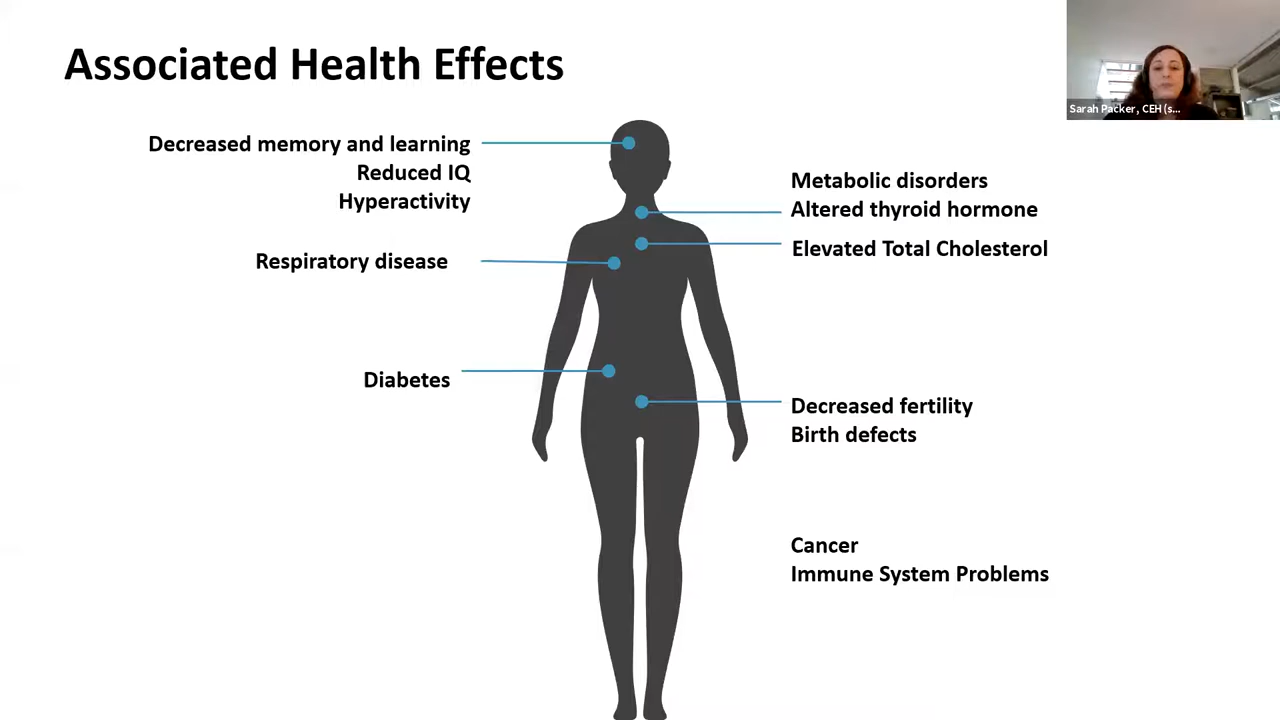 Associated Health Effects
Sarah Packer, CEH (s...
Decreased memory and learning
Reduced IQ
Hyperactivity
Respiratory disease
Diabetes
Metabolic disorders
Altered thyroid hormone
Elevated Total Cholesterol
Decreased fertility
Birth defects
Cancer
Immune System Problems